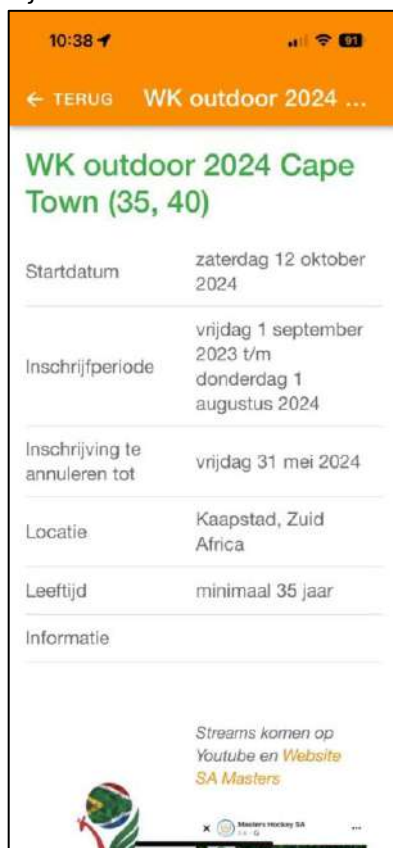 10:38
91
← TERUG WK outdoor 2024 ...
WK outdoor 2024 Cape
Town (35, 40)
Startdatum
zaterdag 12 oktober
2024
Inschrijfperiode
vrijdag 1 september
2023 t/m
donderdag 1
augustus 2024
Inschrijving te
annuleren tot
vrijdag 31 mei 2024
Locatie
Kaapstad, Zuid
Africa
Leeftijd
minimaal 35 jaar
Informatie
Streams komen op
Youtube en Website
SA Masters
Masters Hockey SA